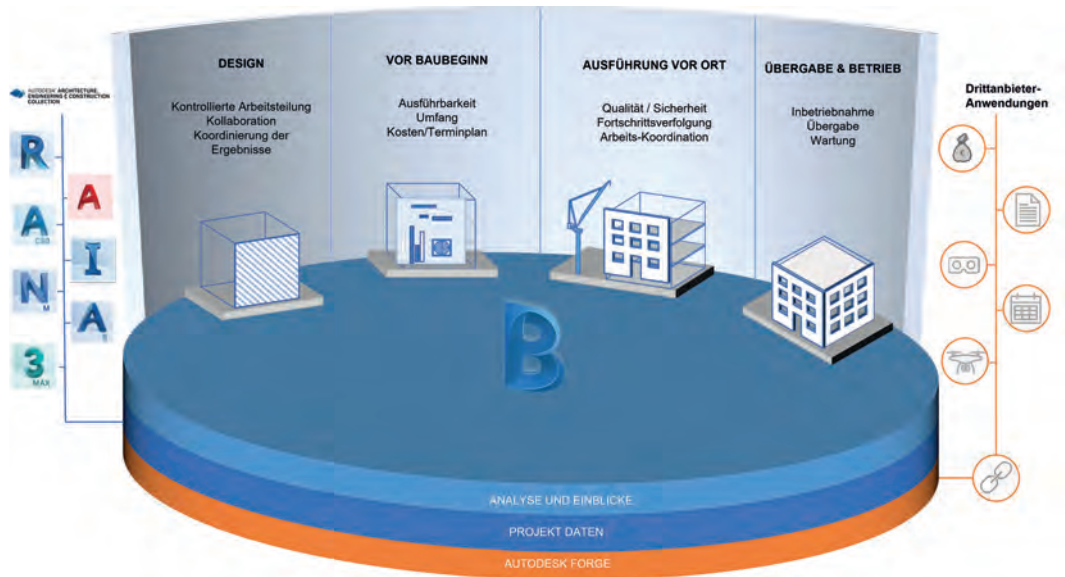 AUTODESK ARCHITECTURE,
ENGINEERING & CONSTRUCTION
COLLECTION
R
A
A
C3D
I
N
M
A
3
MAX
DESIGN
Kontrollierte Arbeitsteilung
Kollaboration
Koordinierung der
Ergebnisse
VOR BAUBEGINN
Ausführbarkeit
Umfang
Kosten/Terminplan
AUSFÜHRUNG VOR ORT
Qualität / Sicherheit
Fortschrittsverfolgung
Arbeits-Koordination
ÜBERGABE & BETRIEB
Inbetriebnahme
Übergabe
Wartung
Drittanbieter-
Anwendungen
€
B
ANALYSE UND EINBLICKE
PROJEKT DATEN
AUTODESK FORGE